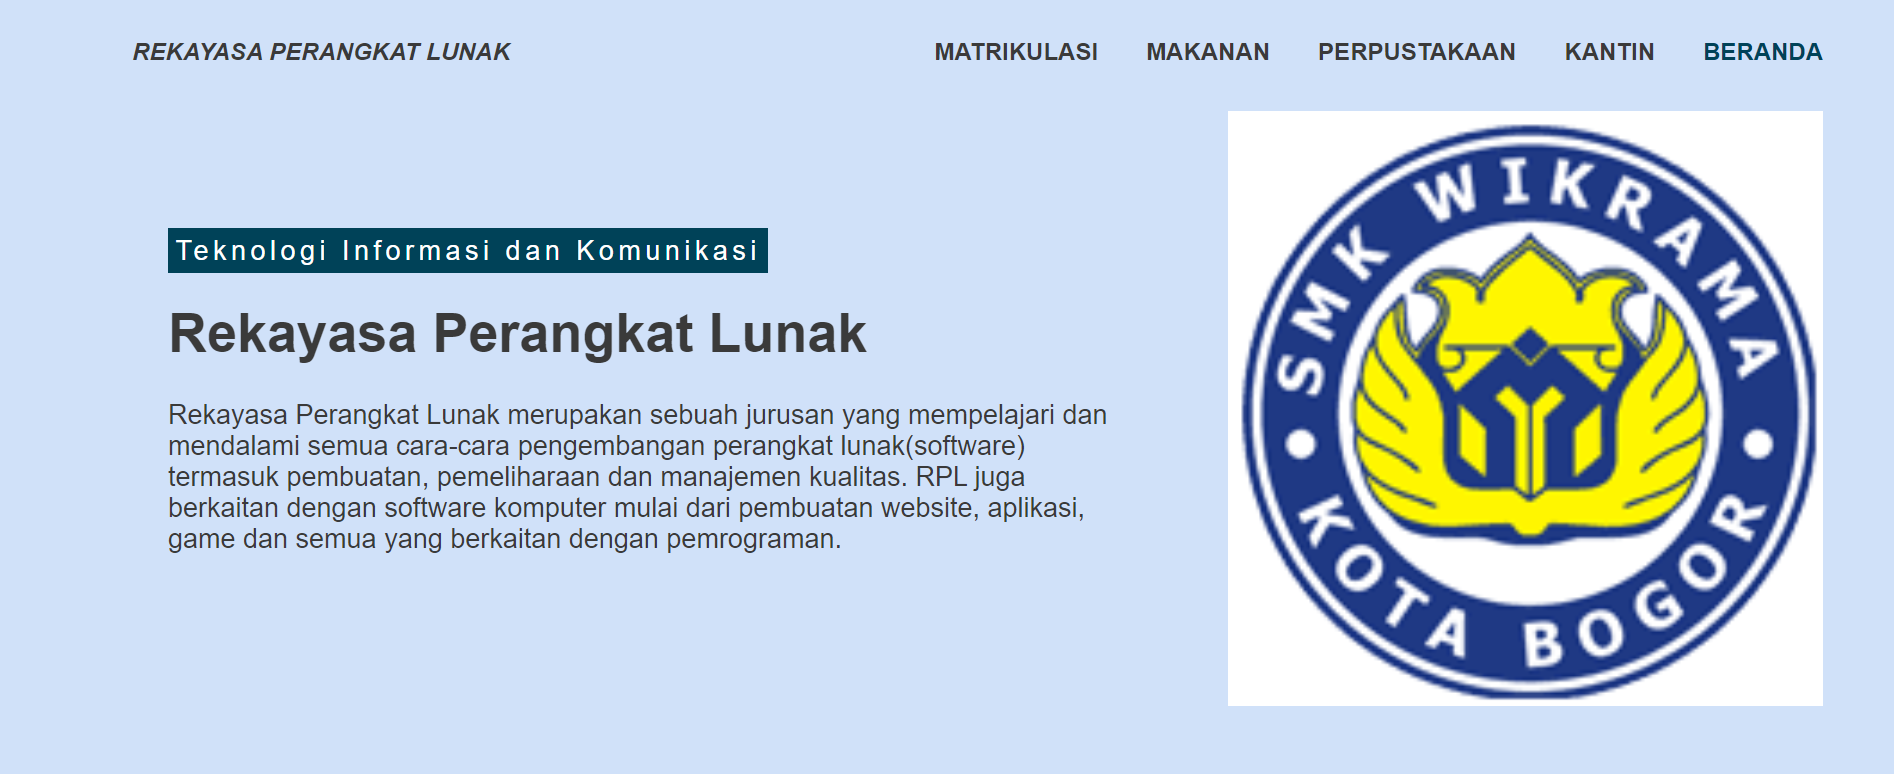 REKAYASA PERANGKAT LUNAK
MATRIKULASI MAKANAN PERPUSTAKAAN KANTIN BERANDA
Teknologi Informasi dan Komunikasi
Rekayasa Perangkat Lunak
Rekayasa Perangkat Lunak merupakan sebuah jurusan yang mempelajari dan
mendalami semua cara-cara pengembangan perangkat lunak(software)
termasuk pembuatan, pemeliharaan dan manajemen kualitas. RPL juga
berkaitan dengan software komputer mulai dari pembuatan website, aplikasi,
game dan semua yang berkaitan dengan pemrograman.
SMK WIKRAMA
KOTA BOGOR